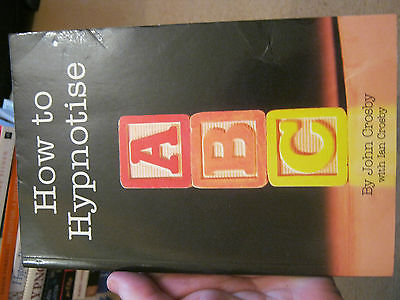 How to
Hypnotise
A
B
C
By John Crosby
with Ian Crosby